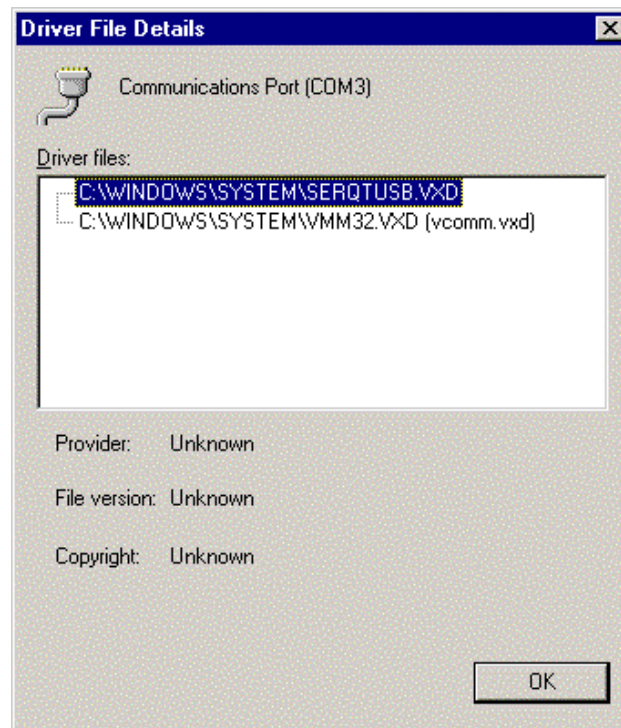 Driver File Details
Communications Port (COM3)
Driver files:
C:\WINDOWS\SYSTEM\SERQTUSB.VXD
C:\WINDOWS\SYSTEM\VMM32.VXD (vcomm.vxd)
Provider: Unknown
File version: Unknown
Copyright: Unknown
OK